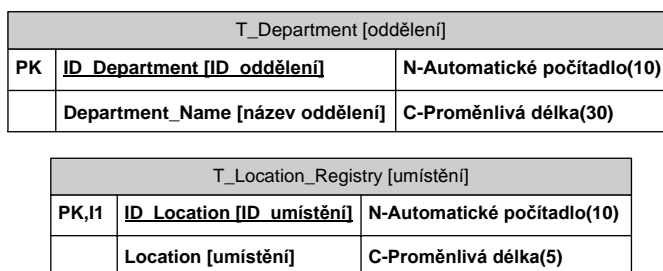 T_Department [oddělení]
PK ID_Department [ID_oddělení] N-Automatické počítadlo(10)
Department_Name [název oddělení] C-Proměnlivá délka(30)
T_Location_Registry [umístění]
PK,I1 ID_Location [ID_umístění] N-Automatické počítadlo(10)
Location [umístění] C-Proměnlivá délka(5)